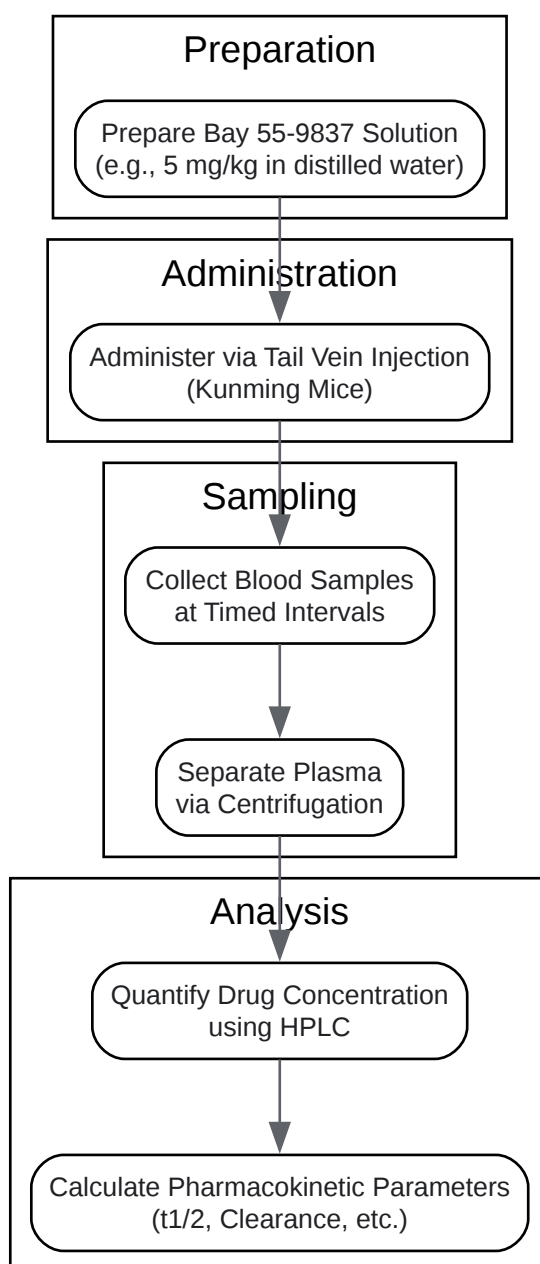 Preparation
Prepare Bay 55-9837 Solution
(e.g., 5 mg/kg in distilled water)
Administration
Administer via Tail Vein Injection
(Kunming Mice)
Sampling
Collect Blood Samples
at Timed Intervals
Separate Plasma
via Centrifugation
Analysis
Quantify Drug Concentration
using HPLC
Calculate Pharmacokinetic Parameters
(t1/2, Clearance, etc.)